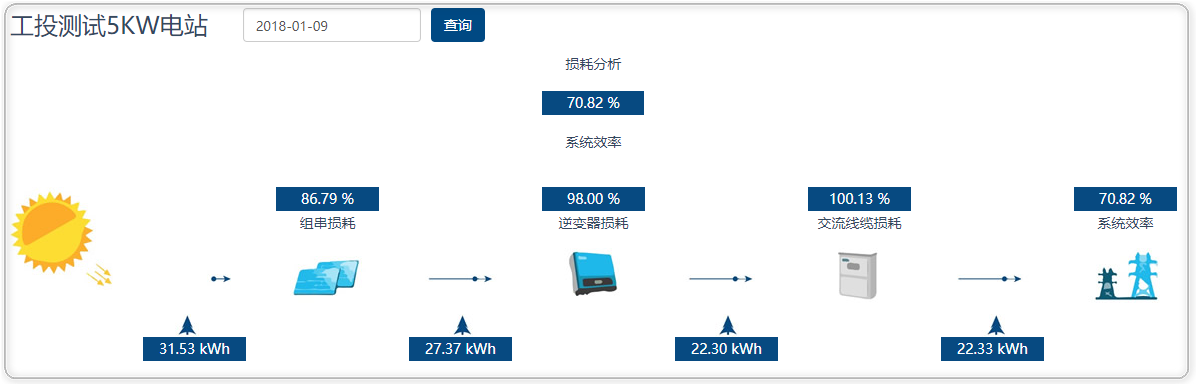 工投测试5KW电站 2018-01-09 查询
损耗分析
70.82 %
系统效率
86.79 % 98.00 % 100.13 % 70.82 %
组串损耗 逆变器损耗 交流线缆损耗 系统效率
31.53 kWh 27.37 kWh 22.30 kWh 22.33 kWh